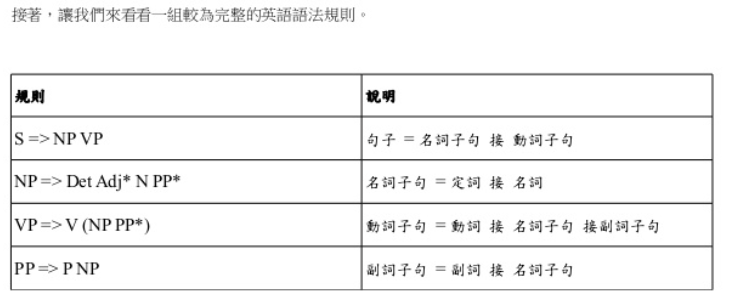 接著，讓我們來看看一組較為完整的英語語法規則。
規則 說明
S => NP VP 句子 = 名詞子句 接 動詞子句
NP => Det Adj* N PP* 名詞子句 = 定詞 接 名詞
VP => V (NP PP*) 動詞子句 = 動詞 接 名詞子句 接副詞子句
PP => P NP 副詞子句 = 副詞 接 名詞子句